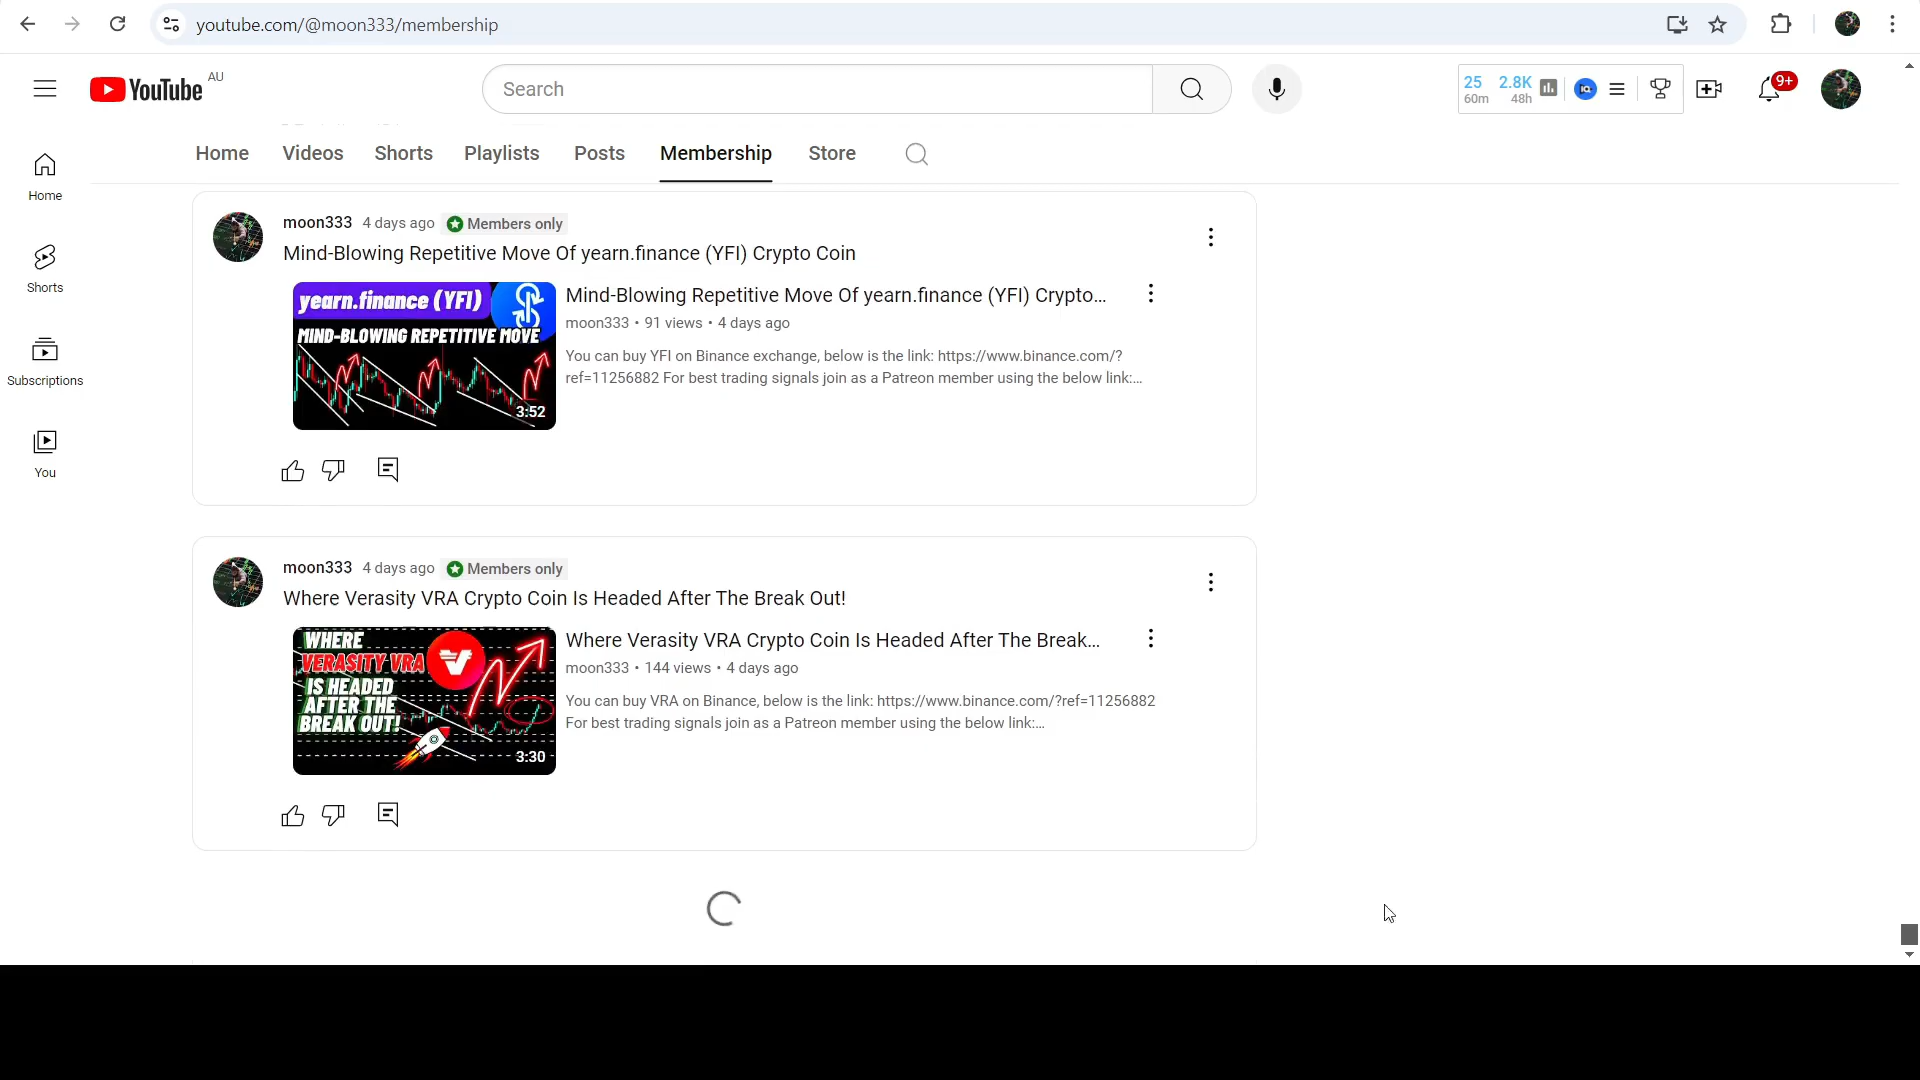 youtube.com/@moon333/membership
YouTube AU
Search
25 2.8K
60m 48h
IQ
9+
Home Videos Shorts Playlists Posts Membership Store
Home
Shorts
Subscriptions
You
moon333 4 days ago Members only
Mind-Blowing Repetitive Move Of yearn.finance (YFI) Crypto Coin
yearn.finance (YFI)
MIND-BLOWING REPETITIVE MOVE
3:52
Mind-Blowing Repetitive Move Of yearn.finance (YFI) Crypto...
moon333 • 91 views • 4 days ago
You can buy YFI on Binance exchange, below is the link: https://www.binance.com/?
ref=11256882 For best trading signals join as a Patreon member using the below link:...
moon333 4 days ago Members only
Where Verasity VRA Crypto Coin Is Headed After The Break Out!
WHERE
VERASITY VRA
IS HEADED
AFTER THE
BREAK OUT!
3:30
Where Verasity VRA Crypto Coin Is Headed After The Break...
moon333 • 144 views • 4 days ago
You can buy VRA on Binance, below is the link: https://www.binance.com/?ref=11256882
For best trading signals join as a Patreon member using the below link:...